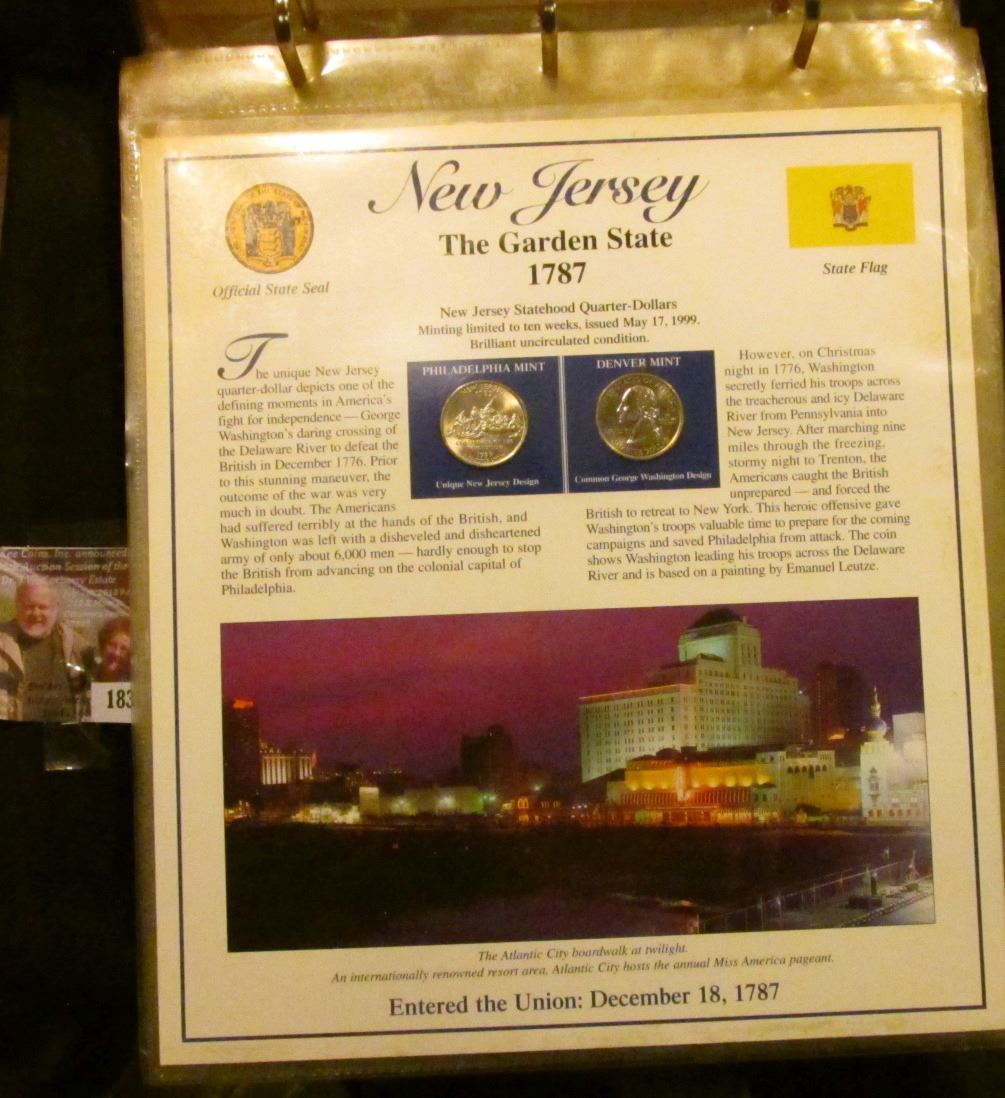 New Jersey
The Garden State
1787
Official State Seal
State Flag
New Jersey Statehood Quarter-Dollars
Minting limited to ten weeks, issued May 17, 1999.
Brilliant uncirculated condition.
The unique New Jersey
quarter-dollar depicts one of the
defining moments in America's
fight for independence — George
Washington's daring crossing of
the Delaware River to defeat the
British in December 1776. Prior
to this stunning maneuver, the
outcome of the war was very
much in doubt. The Americans
had suffered terribly at the hands of the British, and
Washington was left with a disheveled and disheartened
army of only about 6,000 men — hardly enough to stop
the British from advancing on the colonial capital of
Philadelphia.
PHILADELPHIA MINT
Unique New Jersey Design
DENVER MINT
Common George Washington Design
However, on Christmas
night in 1776, Washington
secretly ferried his troops across
the treacherous and icy Delaware
River from Pennsylvania into
New Jersey. After marching nine
miles through the freezing,
stormy night to Trenton, the
Americans caught the British
unprepared — and forced the
British to retreat to New York. This heroic offensive gave
Washington's troops valuable time to prepare for the coming
campaigns and saved Philadelphia from attack. The coin
shows Washington leading his troops across the Delaware
River and is based on a painting by Emanuel Leutze.
The Atlantic City boardwalk at twilight.
An internationally renowned resort area, Atlantic City hosts the annual Miss America pageant.
Entered the Union: December 18, 1787
Coins, Inc. announced
Auction Session of the
Estate
183